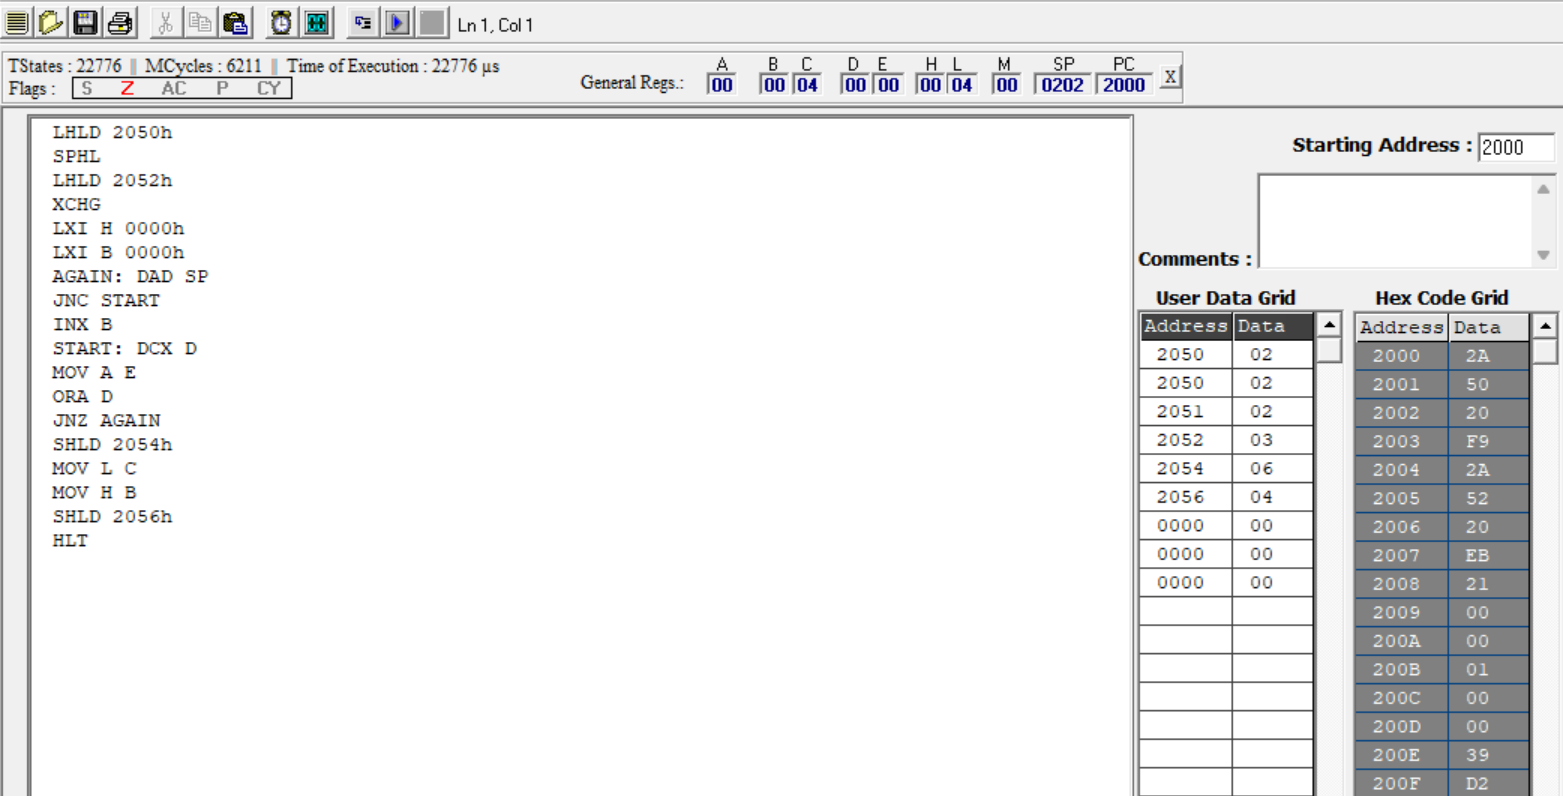 Ln 1, Col 1
TStates : 22776 || MCycles : 6211 || Time of Execution : 22776 µs
Flags : S Z AC P CY
General Regs.:
A B C D E H L M SP PC
00 00 04 00 00 00 04 00 0202 2000 X
LHLD 2050h
SPHL
LHLD 2052h
XCHG
LXI H 0000h
LXI B 0000h
AGAIN: DAD SP
JNC START
INX B
START: DCX D
MOV A E
ORA D
JNZ AGAIN
SHLD 2054h
MOV L C
MOV H B
SHLD 2056h
HLT
Starting Address : 2000
Comments :
User Data Grid
Address Data
2050 02
2050 02
2051 02
2052 03
2054 06
2056 04
0000 00
0000 00
0000 00
Hex Code Grid
Address Data
2000 2A
2001 50
2002 20
2003 F9
2004 2A
2005 52
2006 20
2007 EB
2008 21
2009 00
200A 00
200B 01
200C 00
200D 00
200E 39
200F D2